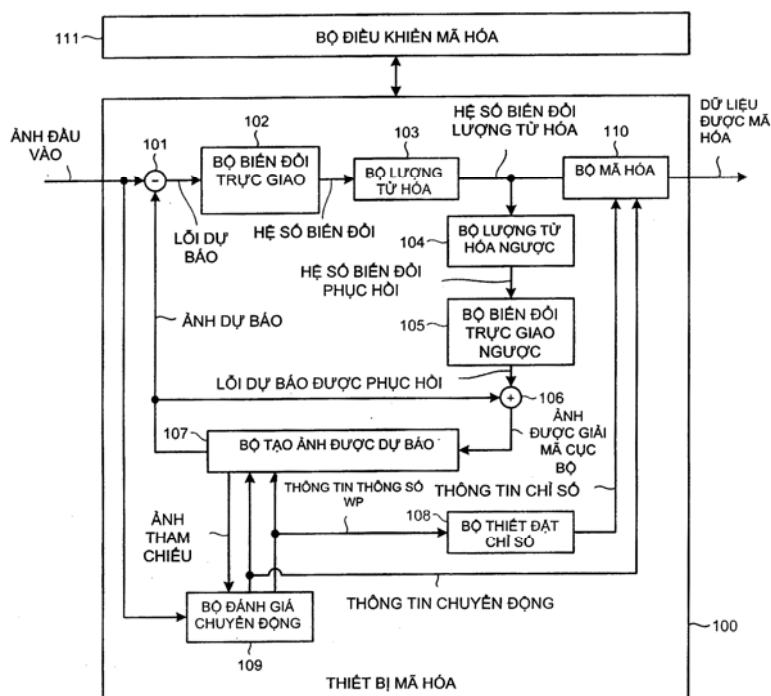 111
BỘ ĐIỀU KHIỂN MÃ HÓA
ẢNH ĐẦU
VÀO
101
-
102
BỘ BIẾN ĐỔI
TRỰC GIAO
103
BỘ LƯỢNG
TỬ HÓA
HỆ SỐ BIẾN ĐỔI
LƯỢNG TỬ HÓA
110
BỘ MÃ HÓA
DỮ LIỆU
ĐƯỢC MÃ
HÓA
LỖI DỰ
BÁO
HỆ SỐ BIẾN ĐỔI
104
BỘ LƯỢNG TỬ
HÓA NGƯỢC
HỆ SỐ BIẾN ĐỔI
PHỤC HỒI
105
BỘ BIẾN ĐỔI
TRỰC GIAO
NGƯỢC
ẢNH DỰ BÁO
LỖI DỰ BÁO ĐƯỢC PHỤC HỒI
+
106
107
BỘ TẠO ẢNH ĐƯỢC DỰ BÁO
ẢNH
ĐƯỢC GIẢI
MÃ CỤC
BỘ
THÔNG TIN THÔNG SỐ
WP
THÔNG TIN CHỈ SỐ
108
BỘ THIẾT ĐẶT
CHỈ SỐ
ẢNH
THAM
CHIẾU
BỘ ĐÁNH GIÁ
CHUYỂN ĐỘNG
109
THÔNG TIN CHUYỂN ĐỘNG
100
THIẾT BỊ MÃ HÓA